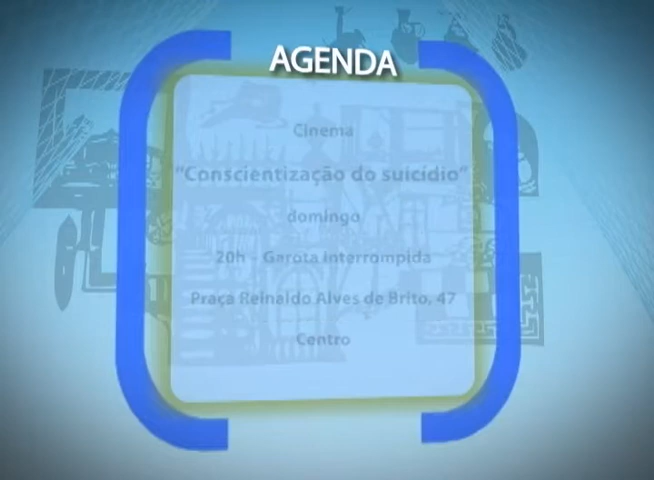 AGENDA
Cinema
"Conscientização do suicídio"
domingo
20h - Garota Interrompida
Praça Reinaldo Alves de Brito, 47
Centro